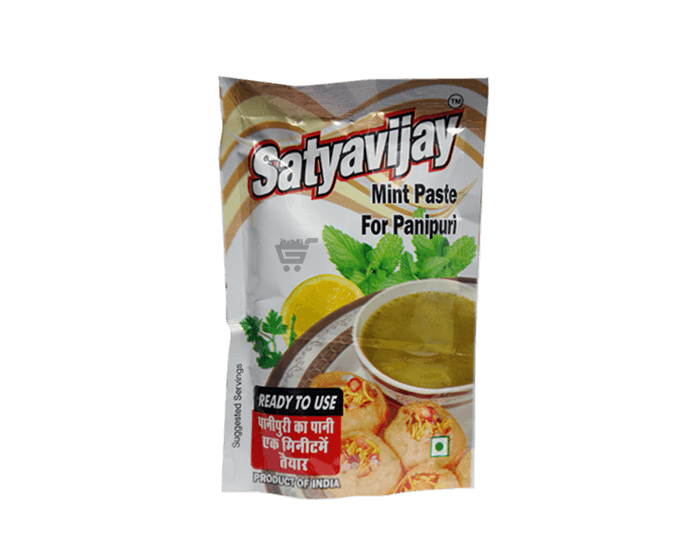 Satyavijay
TM
Mint Paste
For Panipuri
Suggested Servings
READY TO USE
पानीपुरी का पानी
एक मिनीटमें
तैयार
PRODUCT OF INDIA